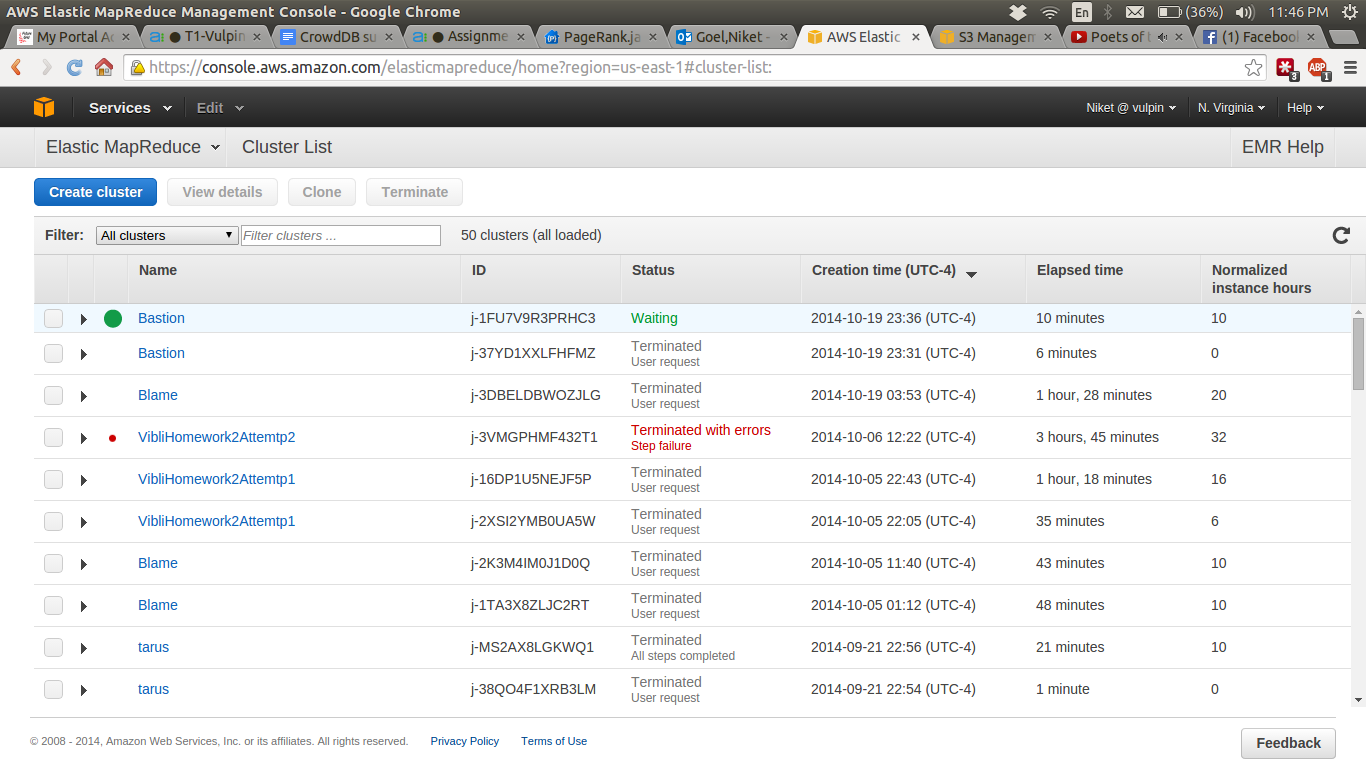 AWS Elastic MapReduce Management Console - Google Chrome
En
(36%)
11:46 PM
My Portal Ac
T1-Vulpin
CrowdDB su
Assignme
PageRank.ja
Goel,Niket -
AWS Elastic
S3 Managem
Poets of t
(1) Facebook
https://console.aws.amazon.com/elasticmapreduce/home?region=us-east-1#cluster-list:
3
ABP
1
Services
Edit
Niket @ vulpin
N. Virginia
Help
Elastic MapReduce
Cluster List
EMR Help
Create cluster
View details
Clone
Terminate
Filter:
All clusters
Filter clusters ...
50 clusters (all loaded)
Name
ID
Status
Creation time (UTC-4)
Elapsed time
Normalized
instance hours
Bastion
j-1FU7V9R3PRHC3
Waiting
2014-10-19 23:36 (UTC-4)
10 minutes
10
Bastion
j-37YD1XXLFHFMZ
Terminated
User request
2014-10-19 23:31 (UTC-4)
6 minutes
0
Blame
j-3DBELDBWOZJLG
Terminated
User request
2014-10-19 03:53 (UTC-4)
1 hour, 28 minutes
20
VibliHomework2Attemtp2
j-3VMGPHMF432T1
Terminated with errors
Step failure
2014-10-06 12:22 (UTC-4)
3 hours, 45 minutes
32
VibliHomework2Attemtp1
j-16DP1U5NEJF5P
Terminated
User request
2014-10-05 22:43 (UTC-4)
1 hour, 18 minutes
16
VibliHomework2Attemtp1
j-2XSI2YMB0UA5W
Terminated
User request
2014-10-05 22:05 (UTC-4)
35 minutes
6
Blame
j-2K3M4IM0J1D0Q
Terminated
User request
2014-10-05 11:40 (UTC-4)
43 minutes
10
Blame
j-1TA3X8ZLJC2RT
Terminated
User request
2014-10-05 01:12 (UTC-4)
48 minutes
10
tarus
j-MS2AX8LGKWQ1
Terminated
All steps completed
2014-09-21 22:56 (UTC-4)
21 minutes
10
tarus
j-38QO4F1XRB3LM
Terminated
User request
2014-09-21 22:54 (UTC-4)
1 minute
0
© 2008 - 2014, Amazon Web Services, Inc. or its affiliates. All rights reserved.
Privacy Policy
Terms of Use
Feedback